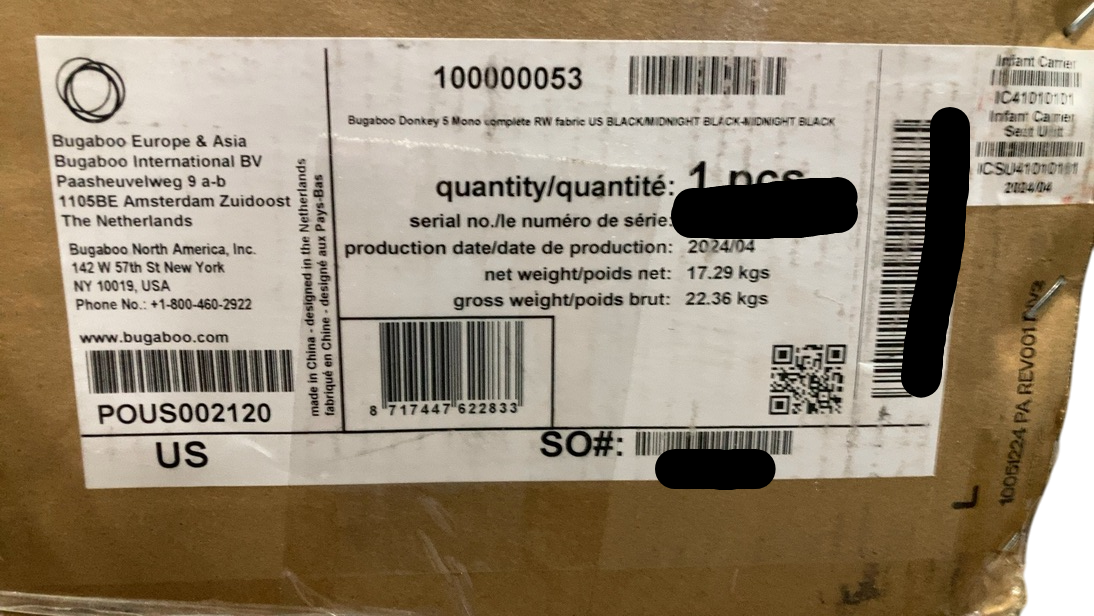 Bugaboo Europe & Asia
Bugaboo International BV
Paasheuvelweg 9 a-b
1105BE Amsterdam Zuidoost
The Netherlands
Bugaboo North America, Inc.
142 W 57th St New York
NY 10019, USA
Phone No.: +1-800-460-2922
www.bugaboo.com
POUS002120
US
made in China - designed in the Netherlands
fabriqué en Chine - designé aux Pays-Bas
100000053
Bugaboo Donkey 5 Mono complete RW fabric US BLACK/MIDNIGHT BLACK-MIDNIGHT BLACK
quantity/quantité: 1 pcs
serial no./le numéro de série:
production date/date de production: 2024/04
net weight/poids net: 17.29 kgs
gross weight/poids brut: 22.36 kgs
8 717447 622833
SO#:
Infant Carrier
IC41010101
Infant Carrier
Seat Unit
ICSU41010101
2024/04
10051224 PA REV001
L